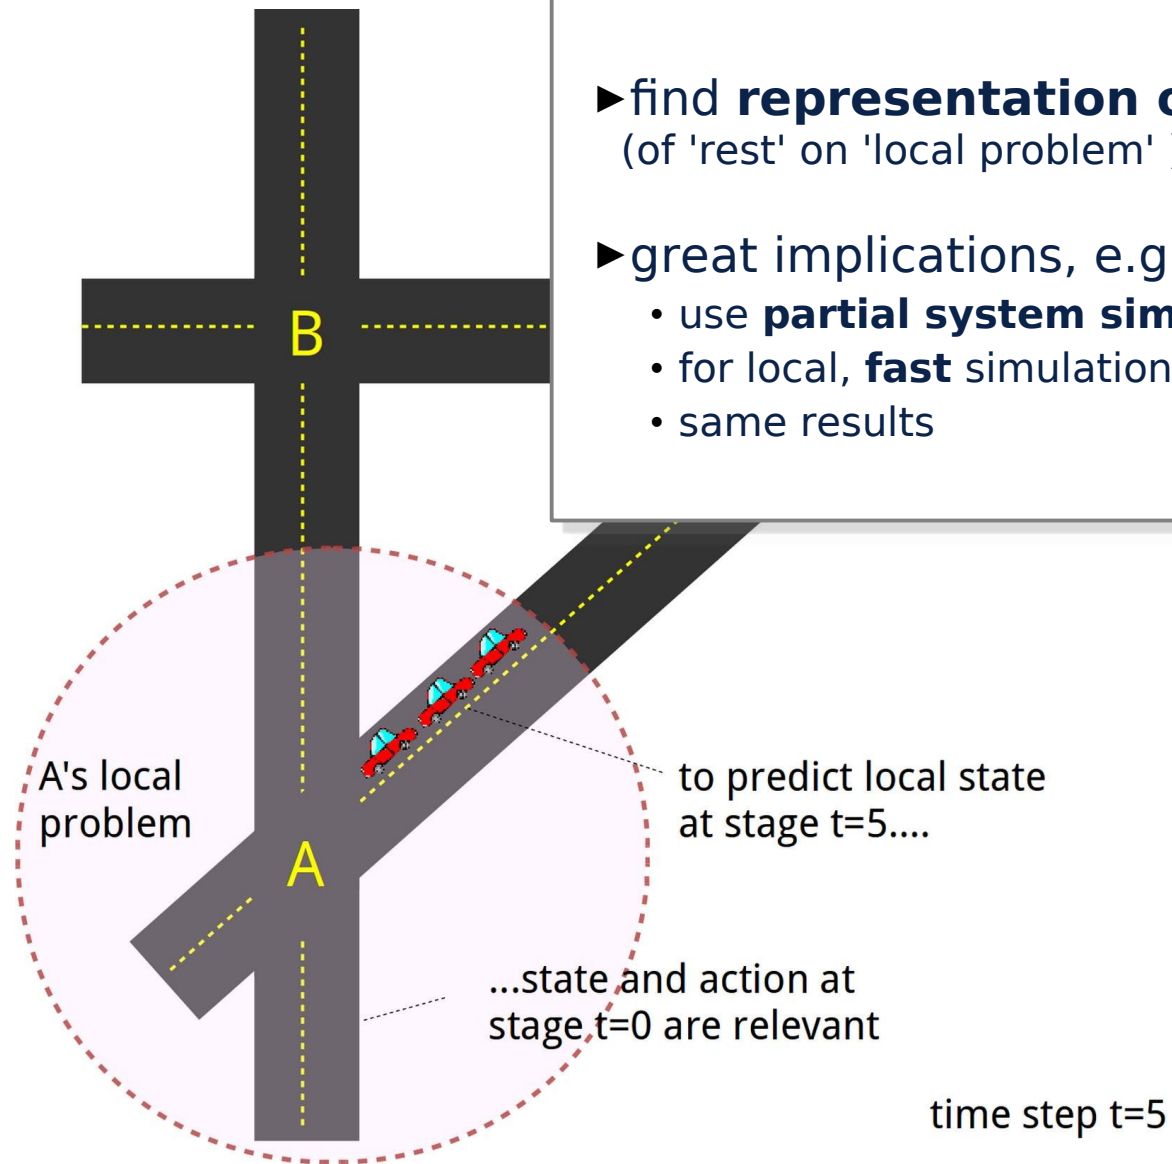 ►find representation
(of 'rest' on 'local problem'
►great implications, e.g
• use partial system
• for local, fast simulation
• same results
B
A's local
problem
A
to predict local state
at stage t=5....
...state and action at
stage t=0 are relevant
time step t=5